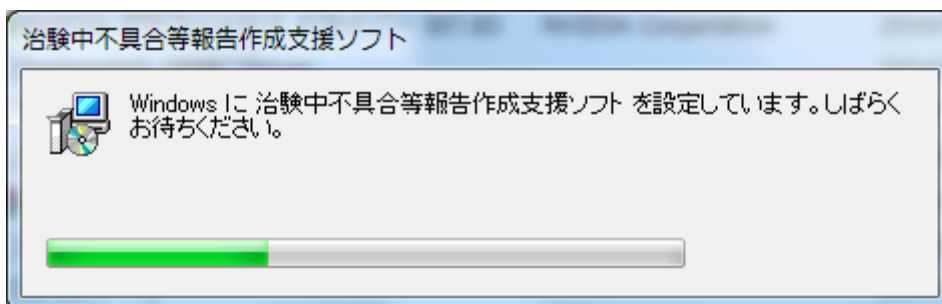 治験中不具合等報告作成支援ソフト
Windows に 治験中不具合等報告作成支援ソフト を設定しています。しばらく
お待ちください。